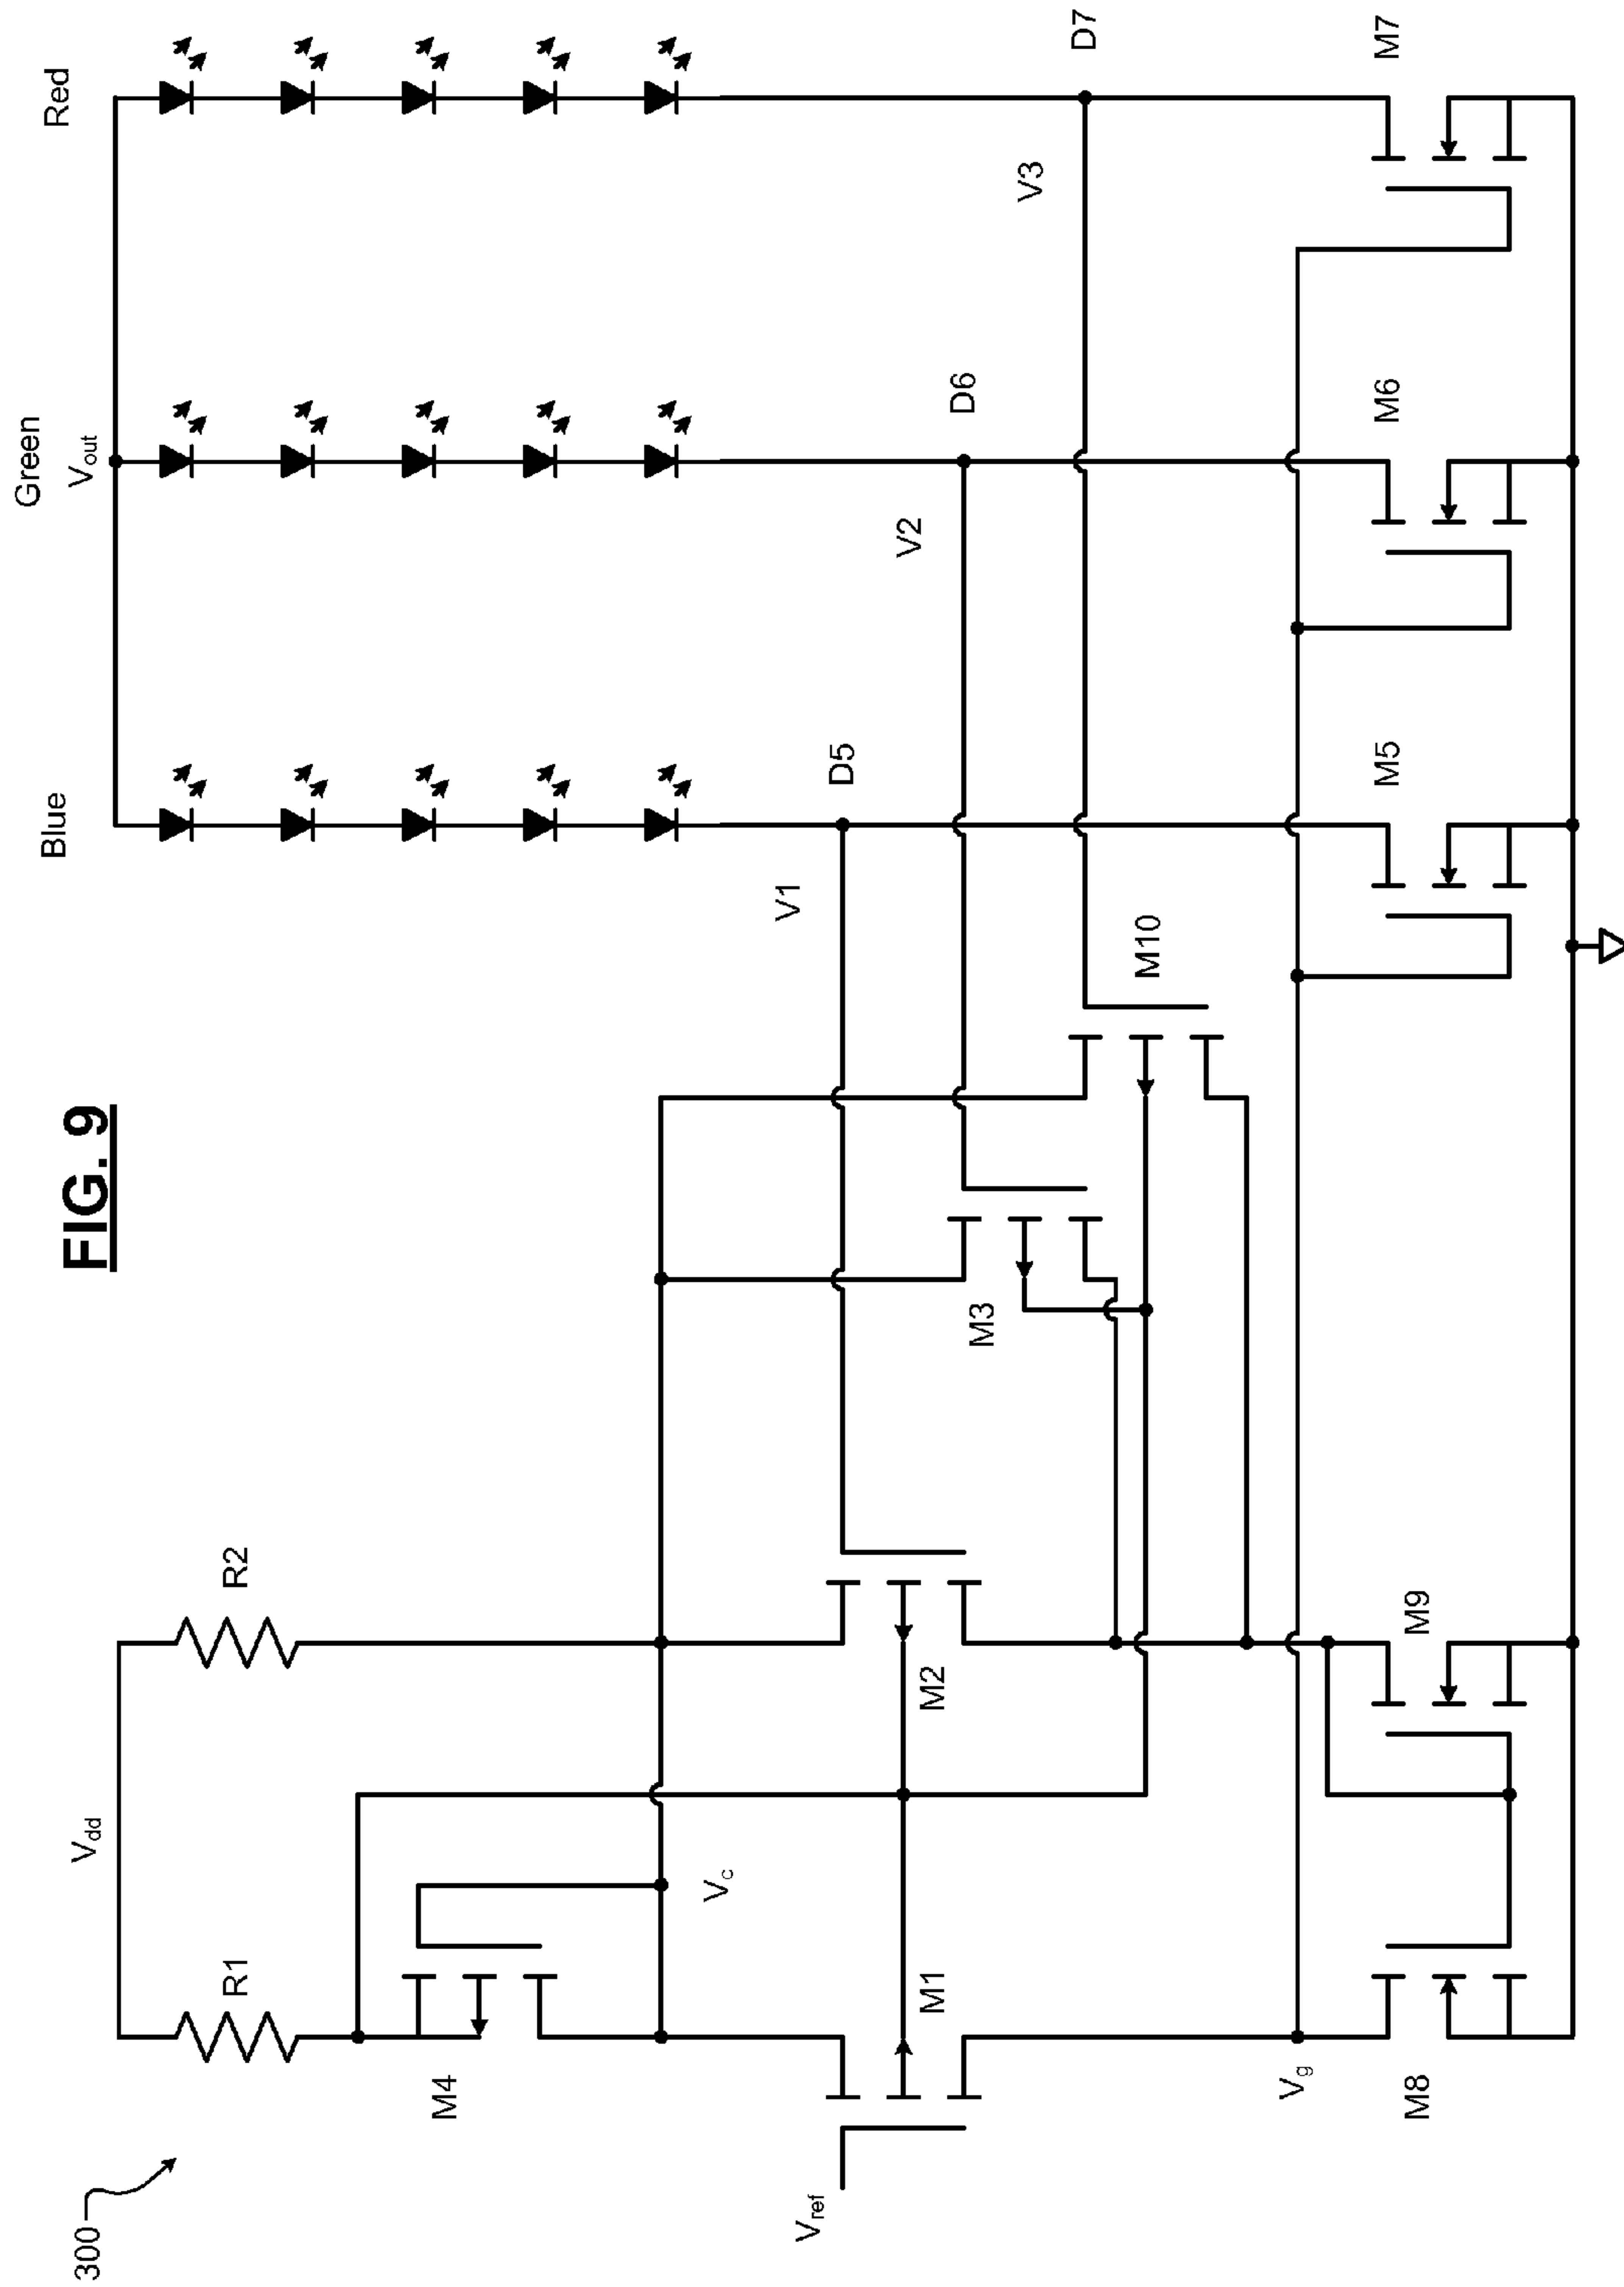 FIG. 9
300
Vdd
R1
R2
M4
Vc
Vref
M1
M2
M3
M10
Vg
M8
M9
Blue
Green
Red
Vout
V1
D5
V2
D6
V3
D7
M5
M6
M7